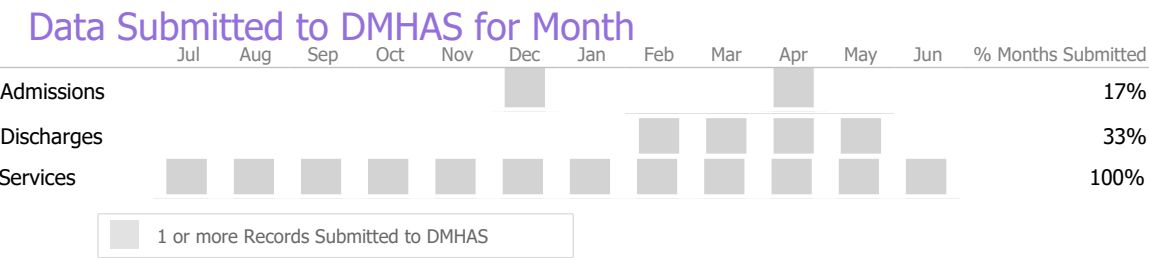 Data Submitted to DMHAS for Month
Jul Aug Sep Oct Nov Dec Jan Feb Mar Apr May Jun % Months Submitted
Admissions 17%
Discharges 33%
Services 100%
1 or more Records Submitted to DMHAS